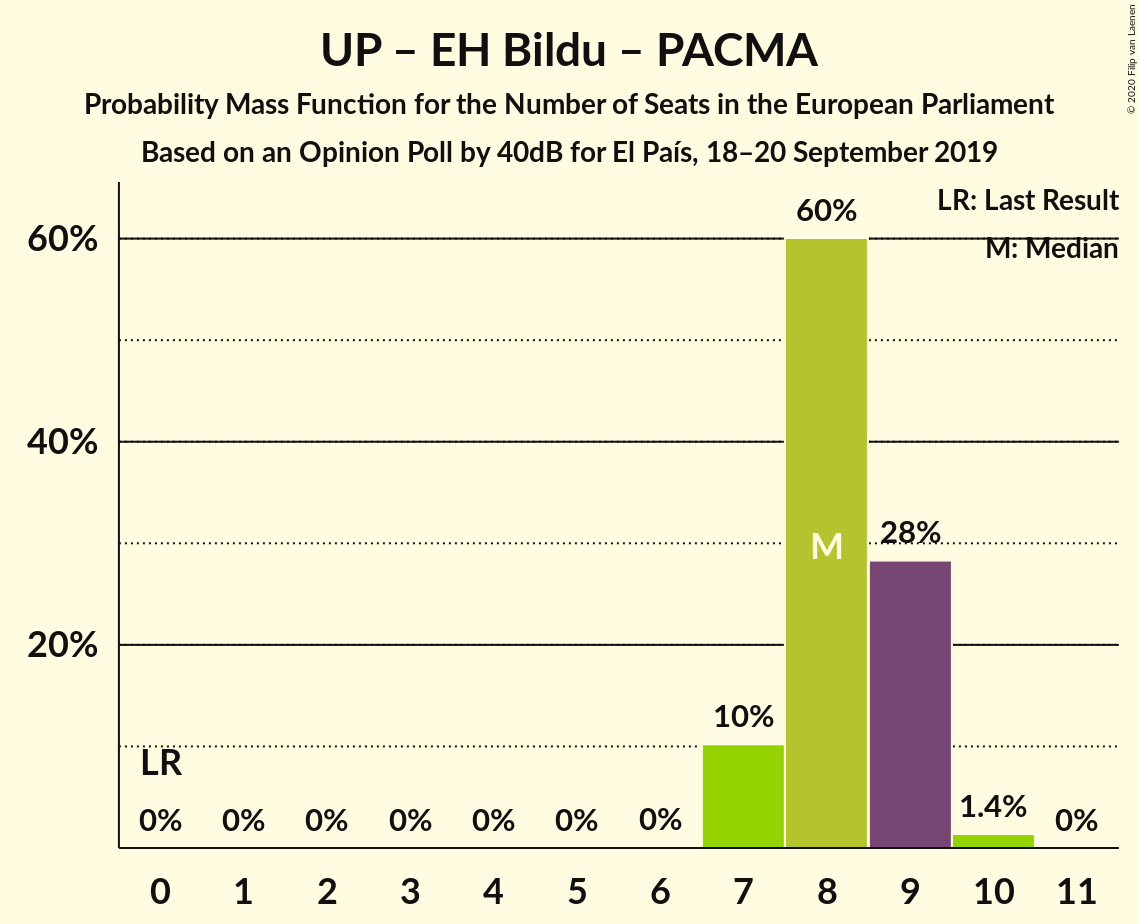 UP – EH Bildu – PACMA
Probability Mass Function for the Number of Seats in the European Parliament
Based on an Opinion Poll by 40dB for El País, 18–20 September 2019
© 2020 Filip van Laenen
LR: Last Result
M: Median
60%
40%
20%
60%
M
28%
10%
LR
0% 0% 0% 0% 0% 0% 0% 1.4% 0%
0 1 2 3 4 5 6 7 8 9 10 11